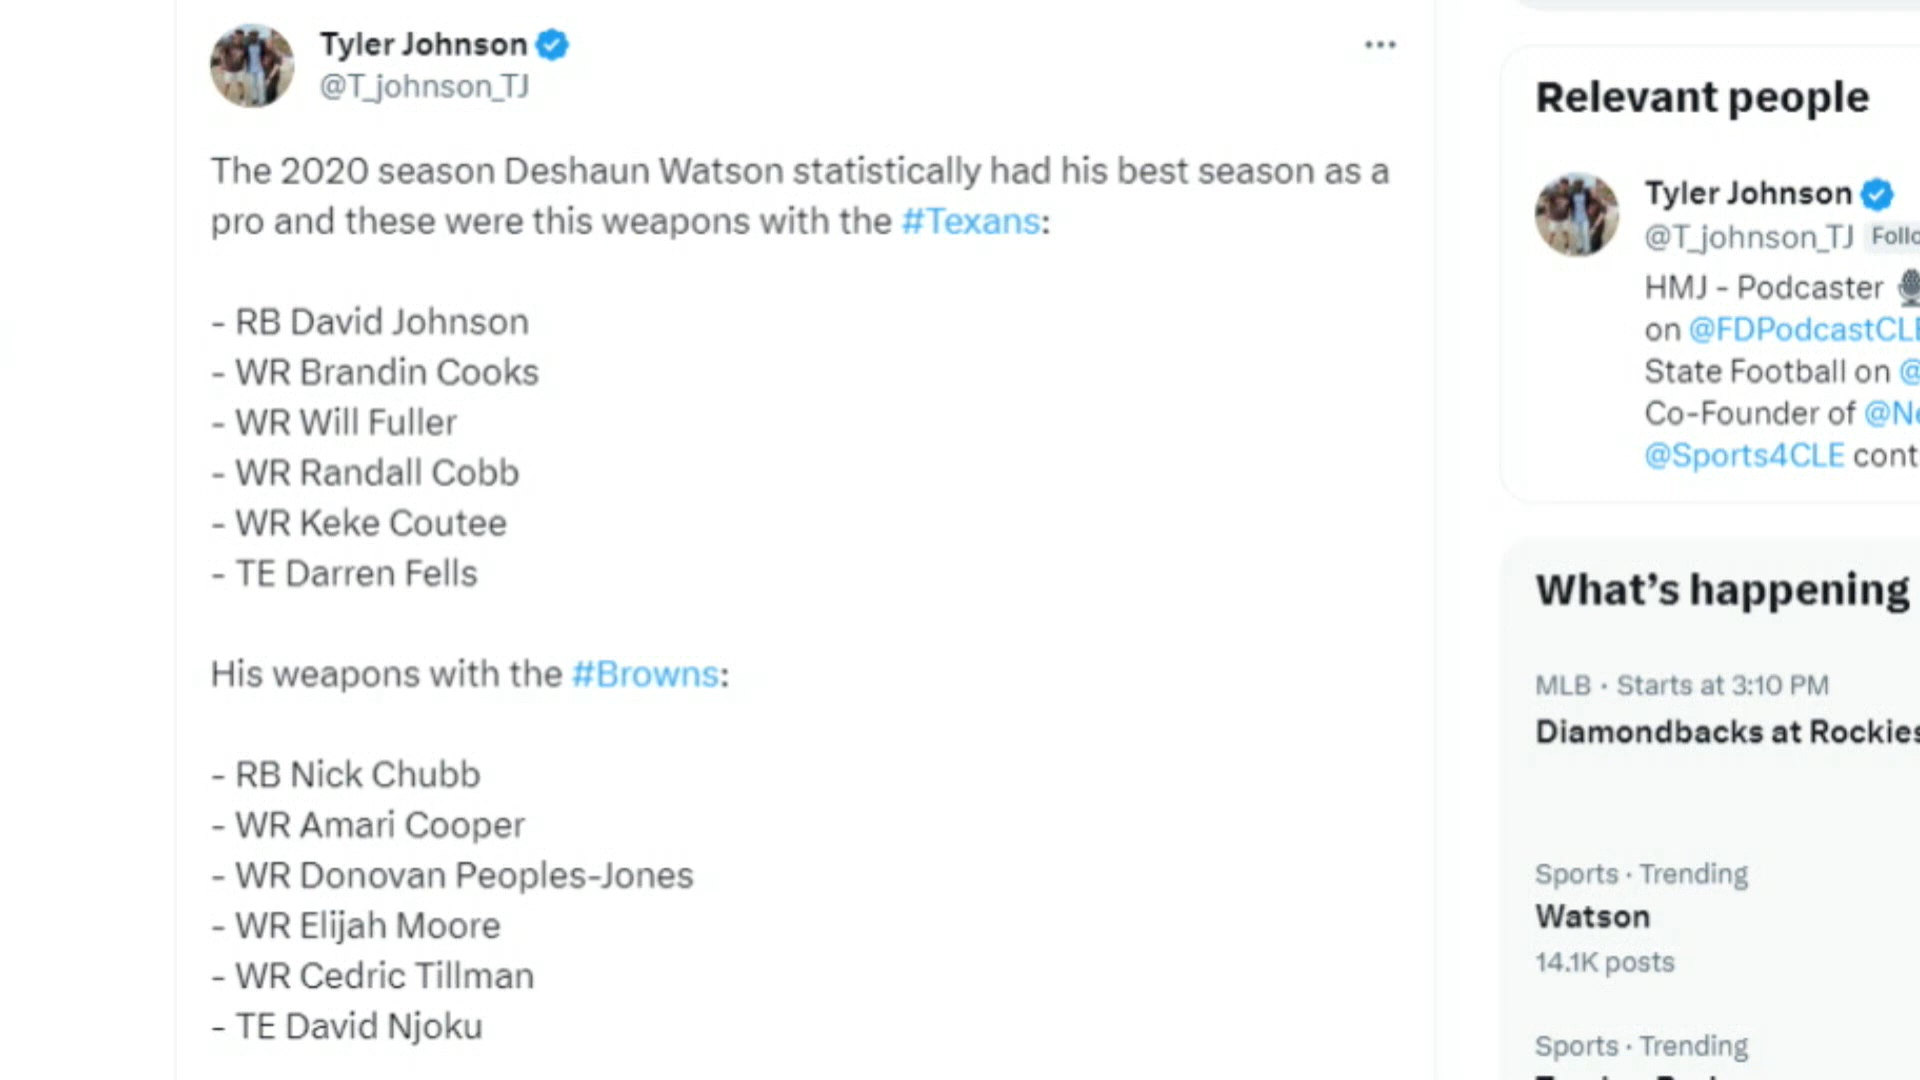 Tyler Johnson
@T_johnson_TJ
The 2020 season Deshaun Watson statistically had his best season as a
pro and these were this weapons with the #Texans:
- RB David Johnson
- WR Brandin Cooks
- WR Will Fuller
- WR Randall Cobb
- WR Keke Coutee
- TE Darren Fells
His weapons with the #Browns:
- RB Nick Chubb
- WR Amari Cooper
- WR Donovan Peoples-Jones
- WR Elijah Moore
- WR Cedric Tillman
- TE David Njoku
Relevant people
Tyler Johnson
@T_johnson_TJ
HMJ - Podcaster
on @FDPodcastCLE
State Football on @
Co-Founder of
@Sports4CLE
What's happening
MLB · Starts at 3:10 PM
Diamondbacks at Rockies
Sports · Trending
Watson
14.1K posts
Sports · Trending